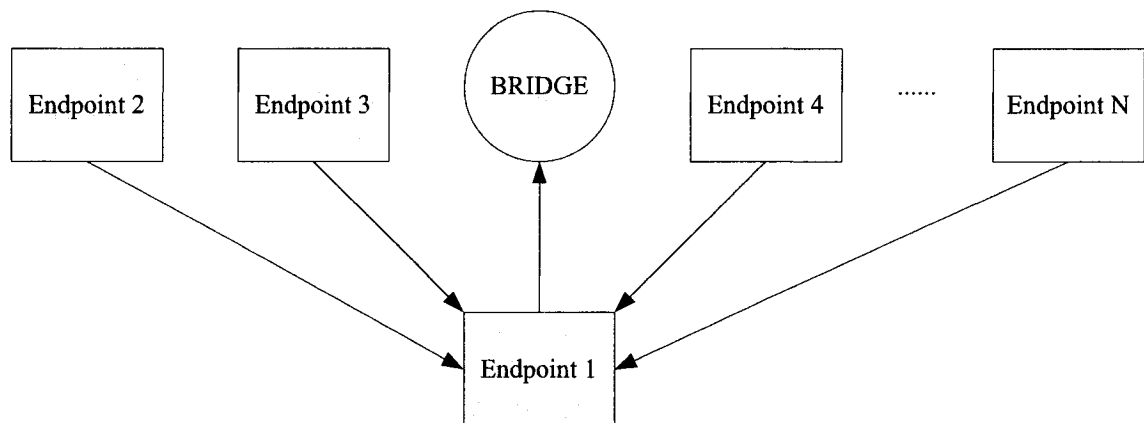 BRIDGE
Endpoint 2
Endpoint 3
Endpoint 4
......
Endpoint N
Endpoint 1